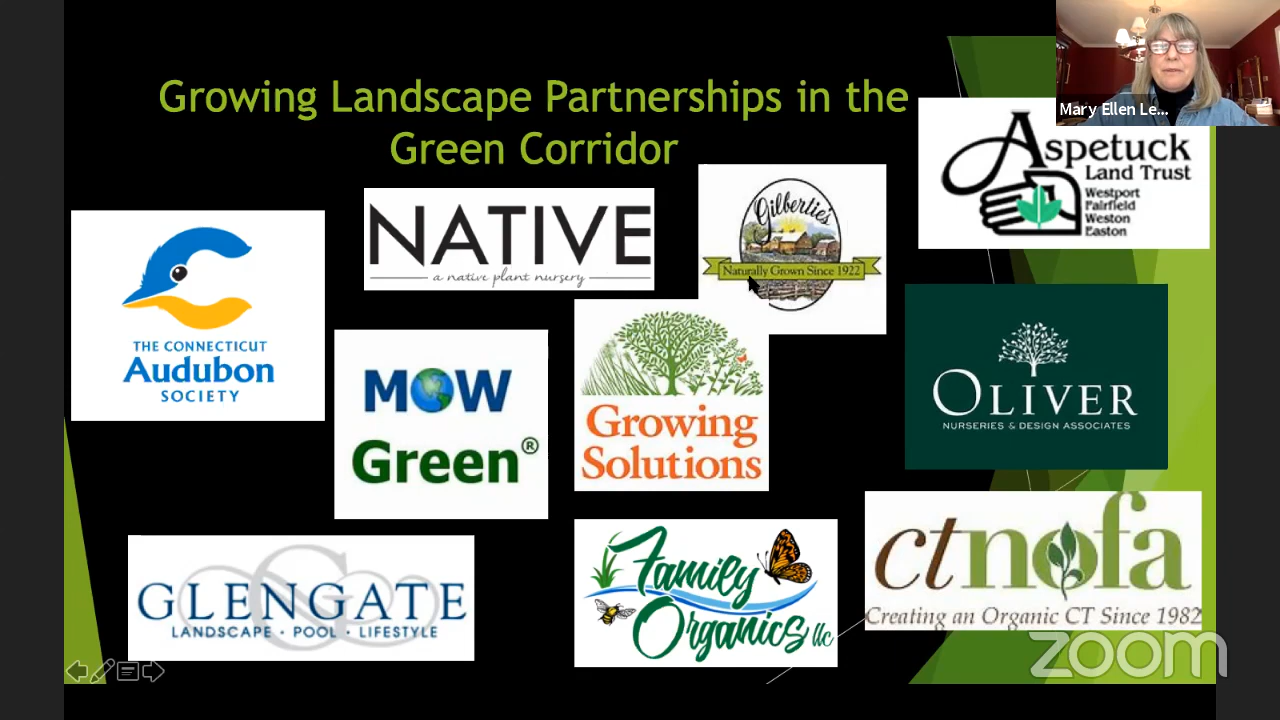 Growing Landscape Partnerships in the
Green Corridor
Mary Ellen Le...
Aspetuck
Land Trust
Westport
Fairfield
Weston
Easton
NATIVE
a native plant nursery
Gilbertie's
Naturally Grown Since 1922
THE CONNECTICUT
Audubon
SOCIETY
MOW
Green®
Growing
Solutions
OLIVER
NURSERIES & DESIGN ASSOCIATES
GLENGATE
LANDSCAPE · POOL · LIFESTYLE
Family
Organics llc
ctnofa
Creating an Organic CT Since 1982
zoom